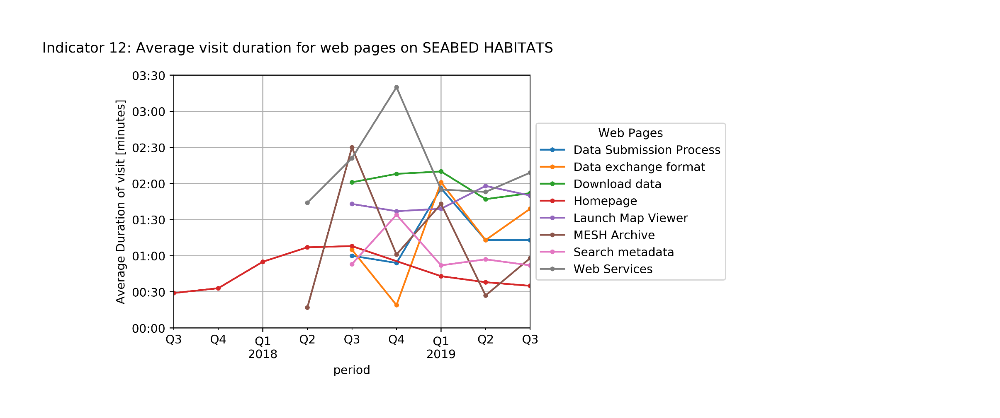 Indicator 12: Average visit duration for web pages on SEABED HABITATS
Average Duration of visit [minutes]
03:30
03:00
02:30
02:00
01:30
01:00
00:30
00:00
Q3 Q4 Q1 Q2 Q3 Q4 Q1 Q2 Q3
2018 2019
period
Web Pages
Data Submission Process
Data exchange format
Download data
Homepage
Launch Map Viewer
MESH Archive
Search metadata
Web Services